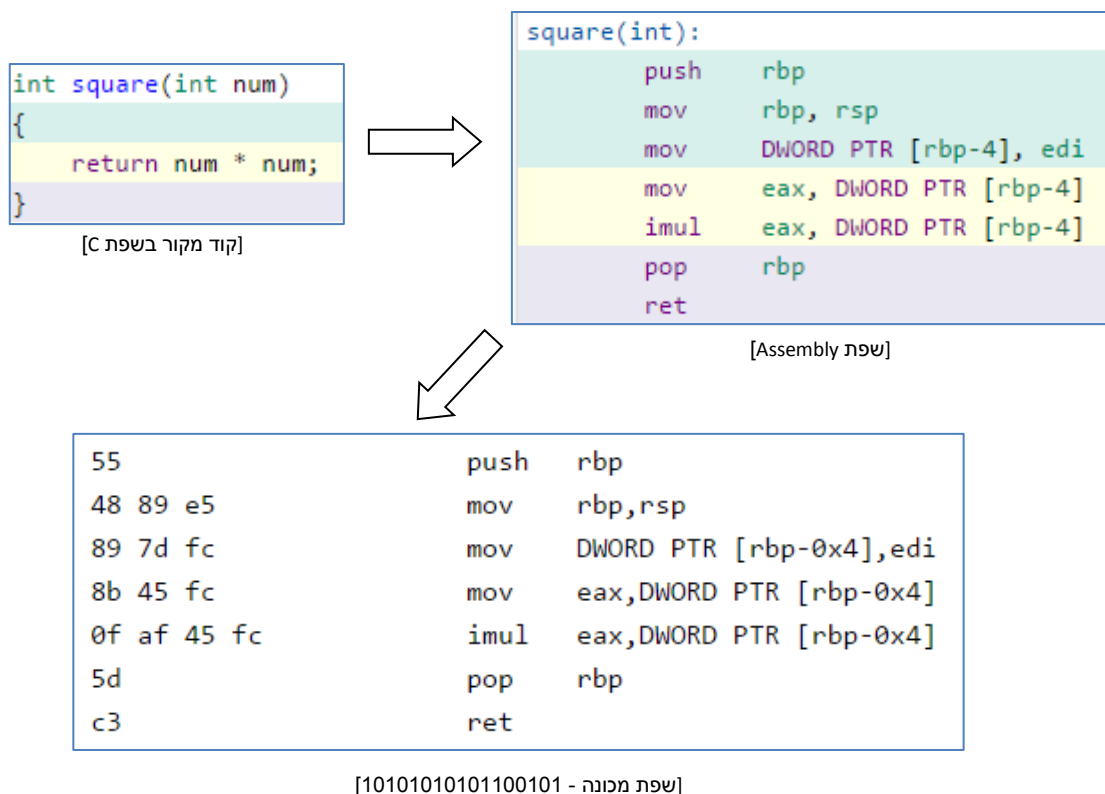 int square(int num)
{
    return num * num;
}
[קוד מקור בשפת C]
square(int):
        push    rbp
        mov     rbp, rsp
        mov     DWORD PTR [rbp-4], edi
        mov     eax, DWORD PTR [rbp-4]
        imul    eax, DWORD PTR [rbp-4]
        pop     rbp
        ret
[שפת Assembly]
55                      push   rbp
48 89 e5                mov    rbp,rsp
89 7d fc                mov    DWORD PTR [rbp-0x4],edi
8b 45 fc                mov    eax,DWORD PTR [rbp-0x4]
0f af 45 fc             imul   eax,DWORD PTR [rbp-0x4]
5d                      pop    rbp
c3                      ret
[שפת מכונה - 10101010101100101]